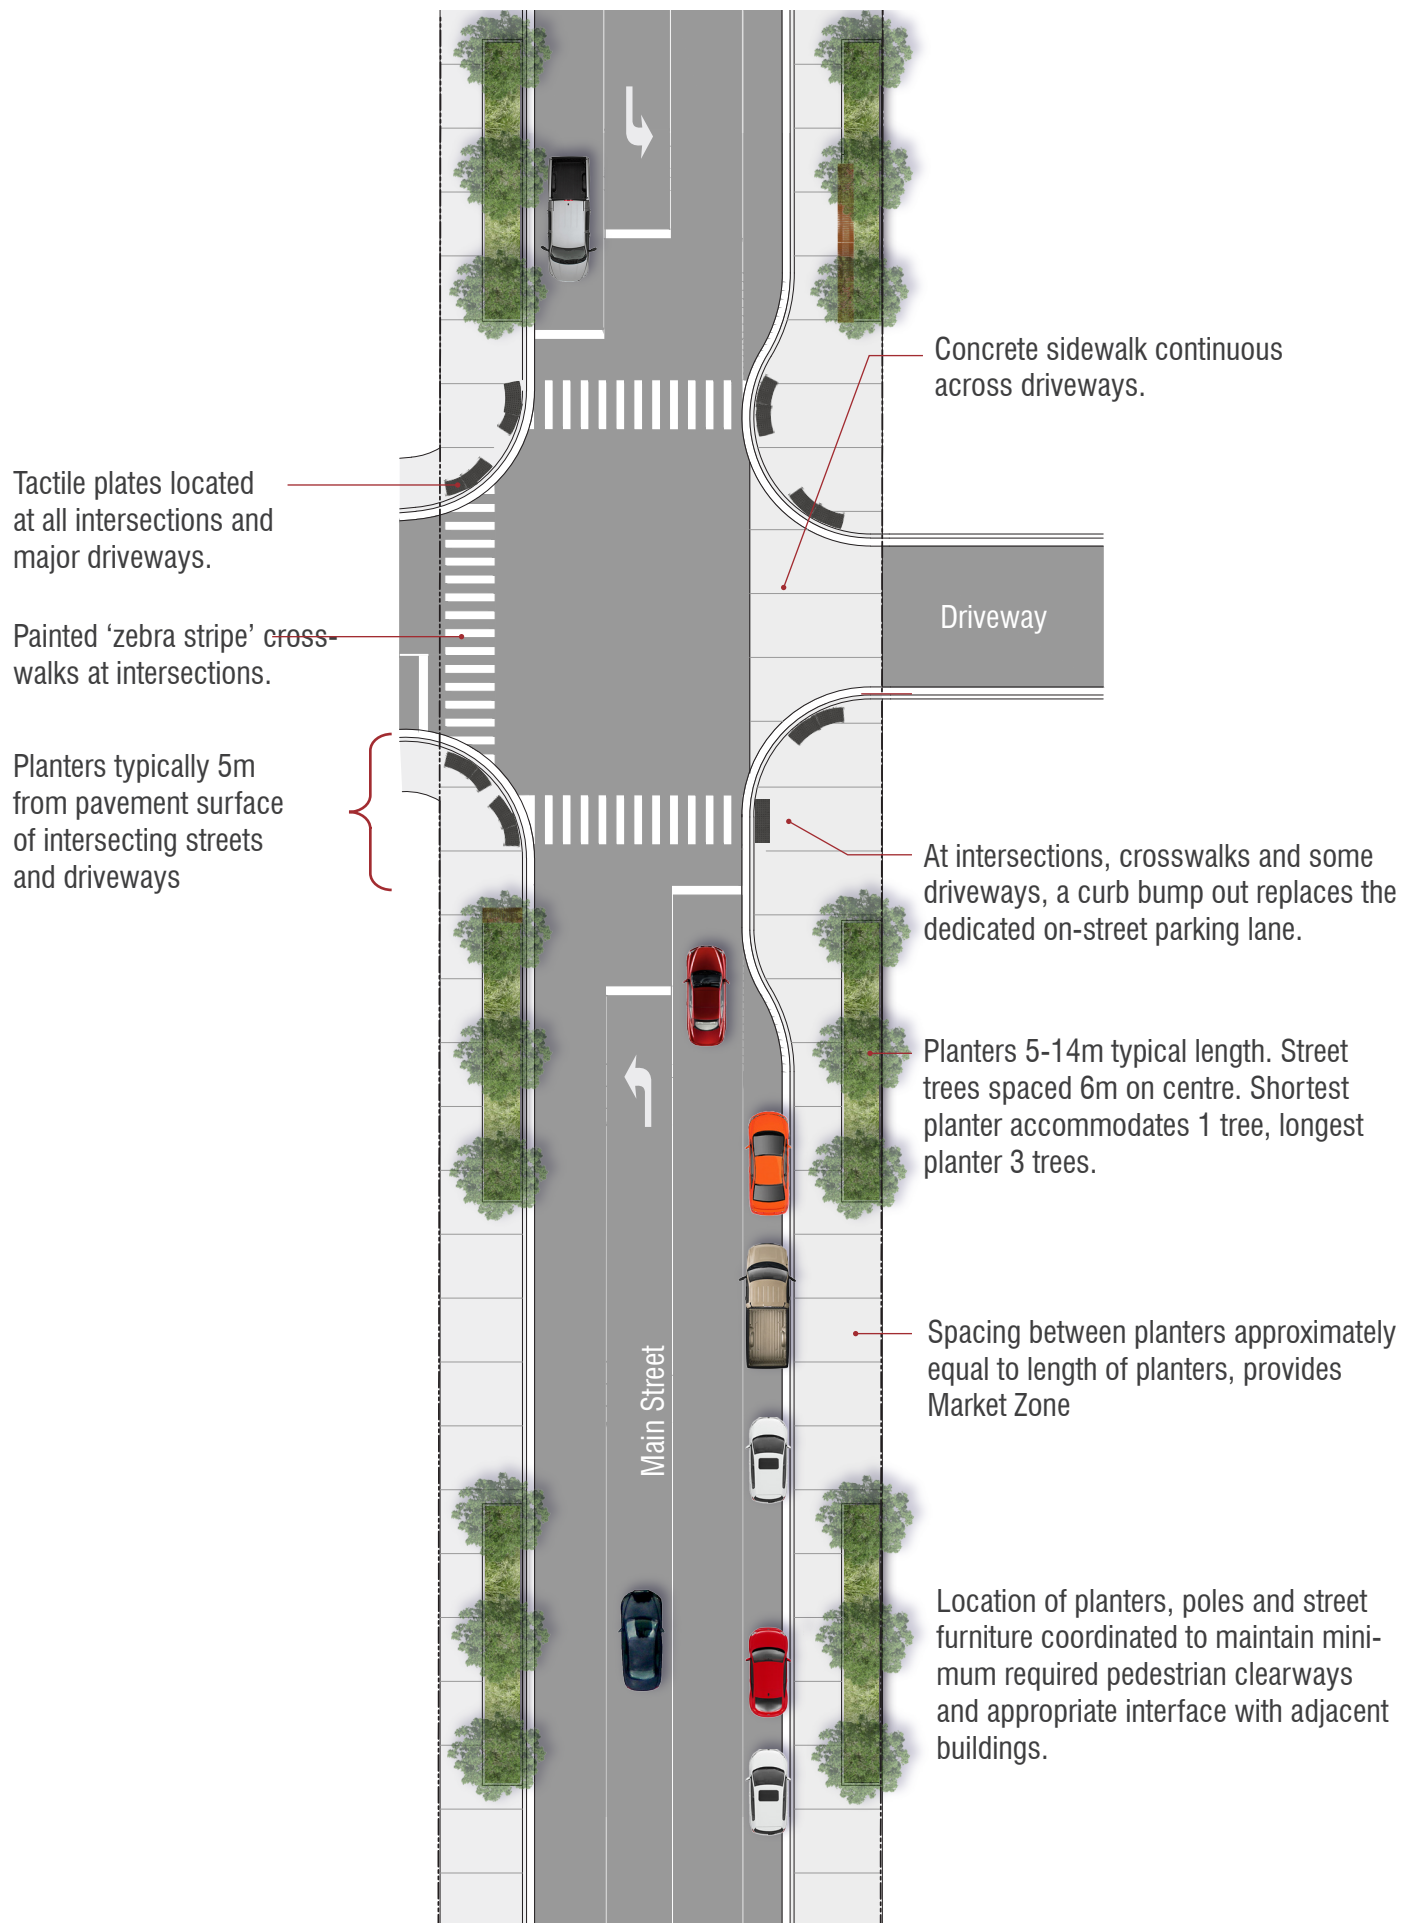 Concrete sidewalk continuous
across driveways.
Tactile plates located
at all intersections and
major driveways.
Driveway
Painted ‘zebra stripe’ cross-
walks at intersections.
Planters typically 5m
from pavement surface
of intersecting streets
and driveways
At intersections, crosswalks and some
driveways, a curb bump out replaces the
dedicated on-street parking lane.
Planters 5-14m typical length. Street
trees spaced 6m on centre. Shortest
planter accommodates 1 tree, longest
planter 3 trees.
Spacing between planters approximately
equal to length of planters, provides
Market Zone
Main Street
Location of planters, poles and street
furniture coordinated to maintain mini-
mum required pedestrian clearways
and appropriate interface with adjacent
buildings.